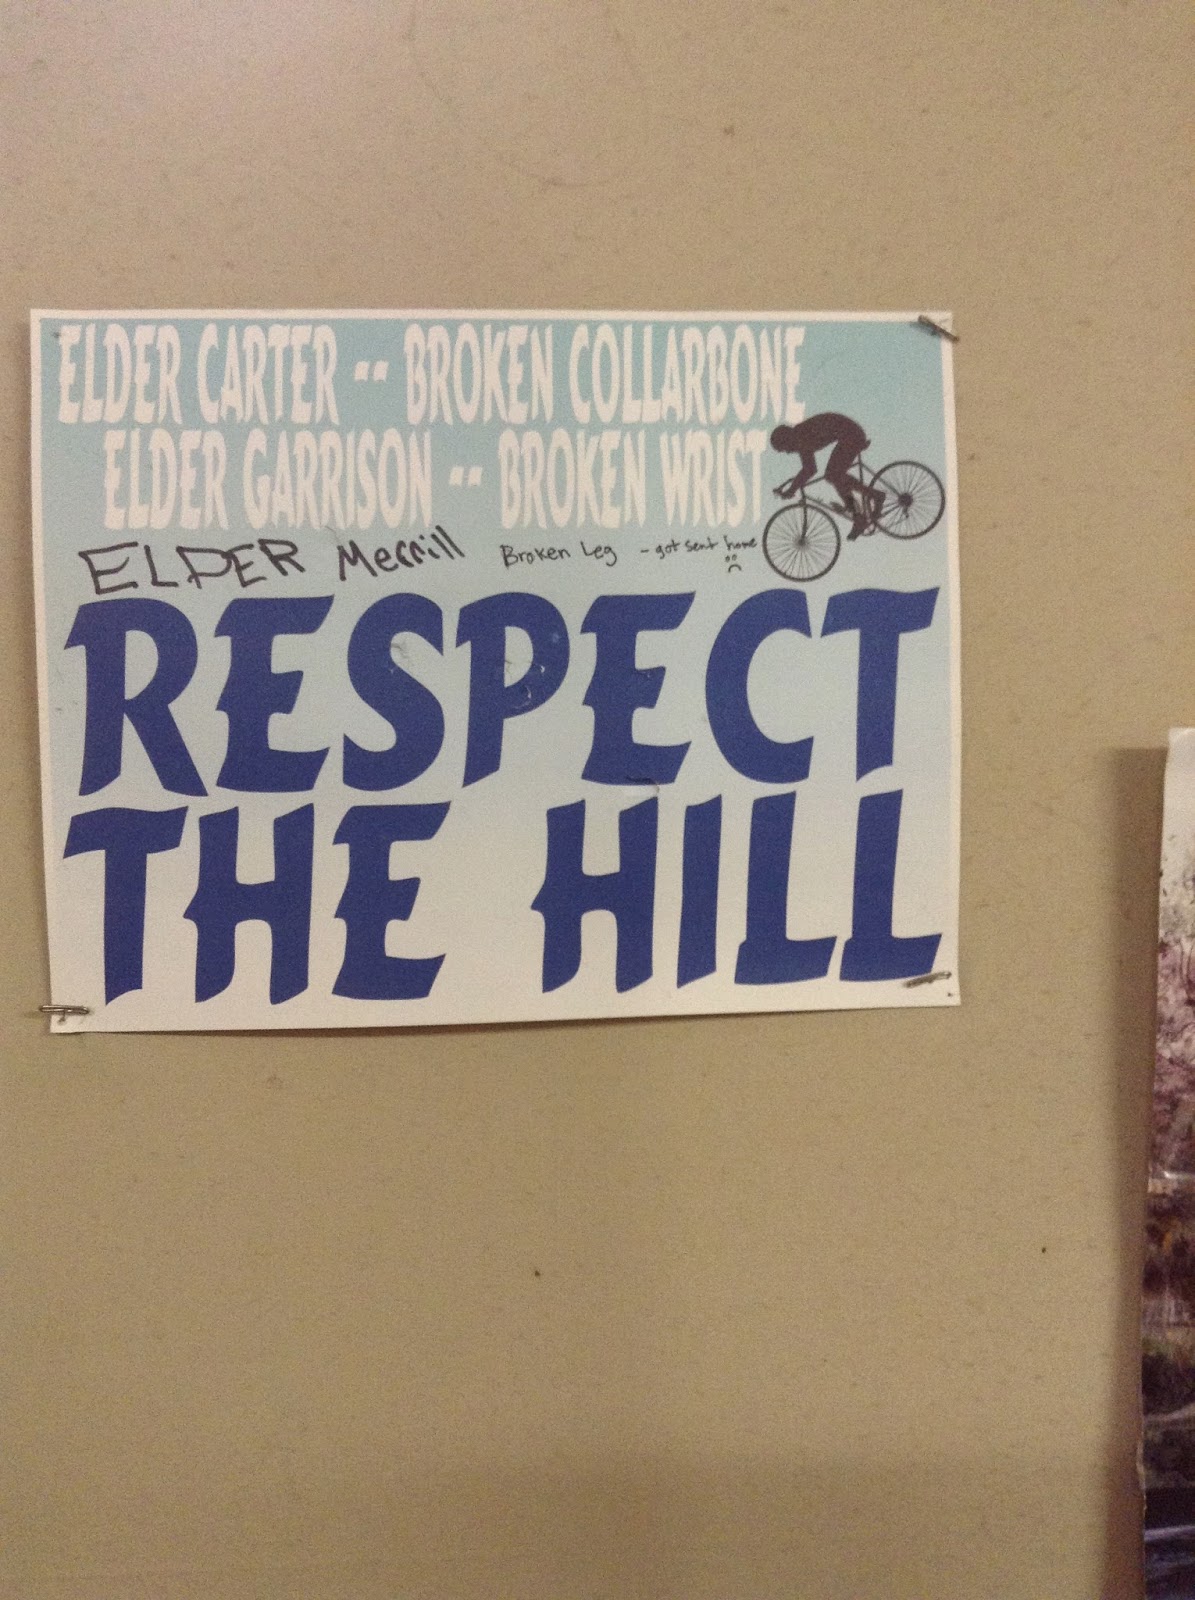 ELDER CARTER -- BROKEN COLLARBONE
ELDER GARRISON -- BROKEN WRIST
ELDER Merrill Broken Leg - got sent home
RESPECT
THE HILL